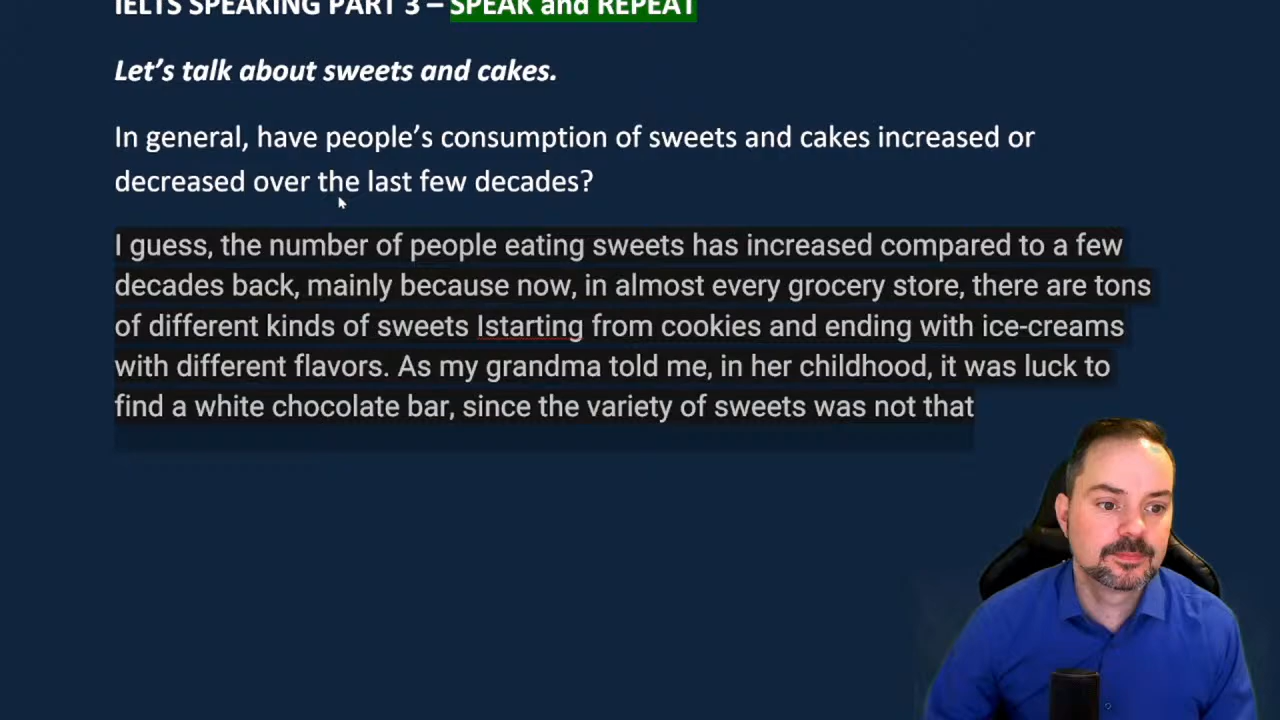 IELTS SPEAKING PART 3 – SPEAK and REPEAT
Let's talk about sweets and cakes.
In general, have people's consumption of sweets and cakes increased or
decreased over the last few decades?
I guess, the number of people eating sweets has increased compared to a few
decades back, mainly because now, in almost every grocery store, there are tons
of different kinds of sweets Istarting from cookies and ending with ice-creams
with different flavors. As my grandma told me, in her childhood, it was luck to
find a white chocolate bar, since the variety of sweets was not that